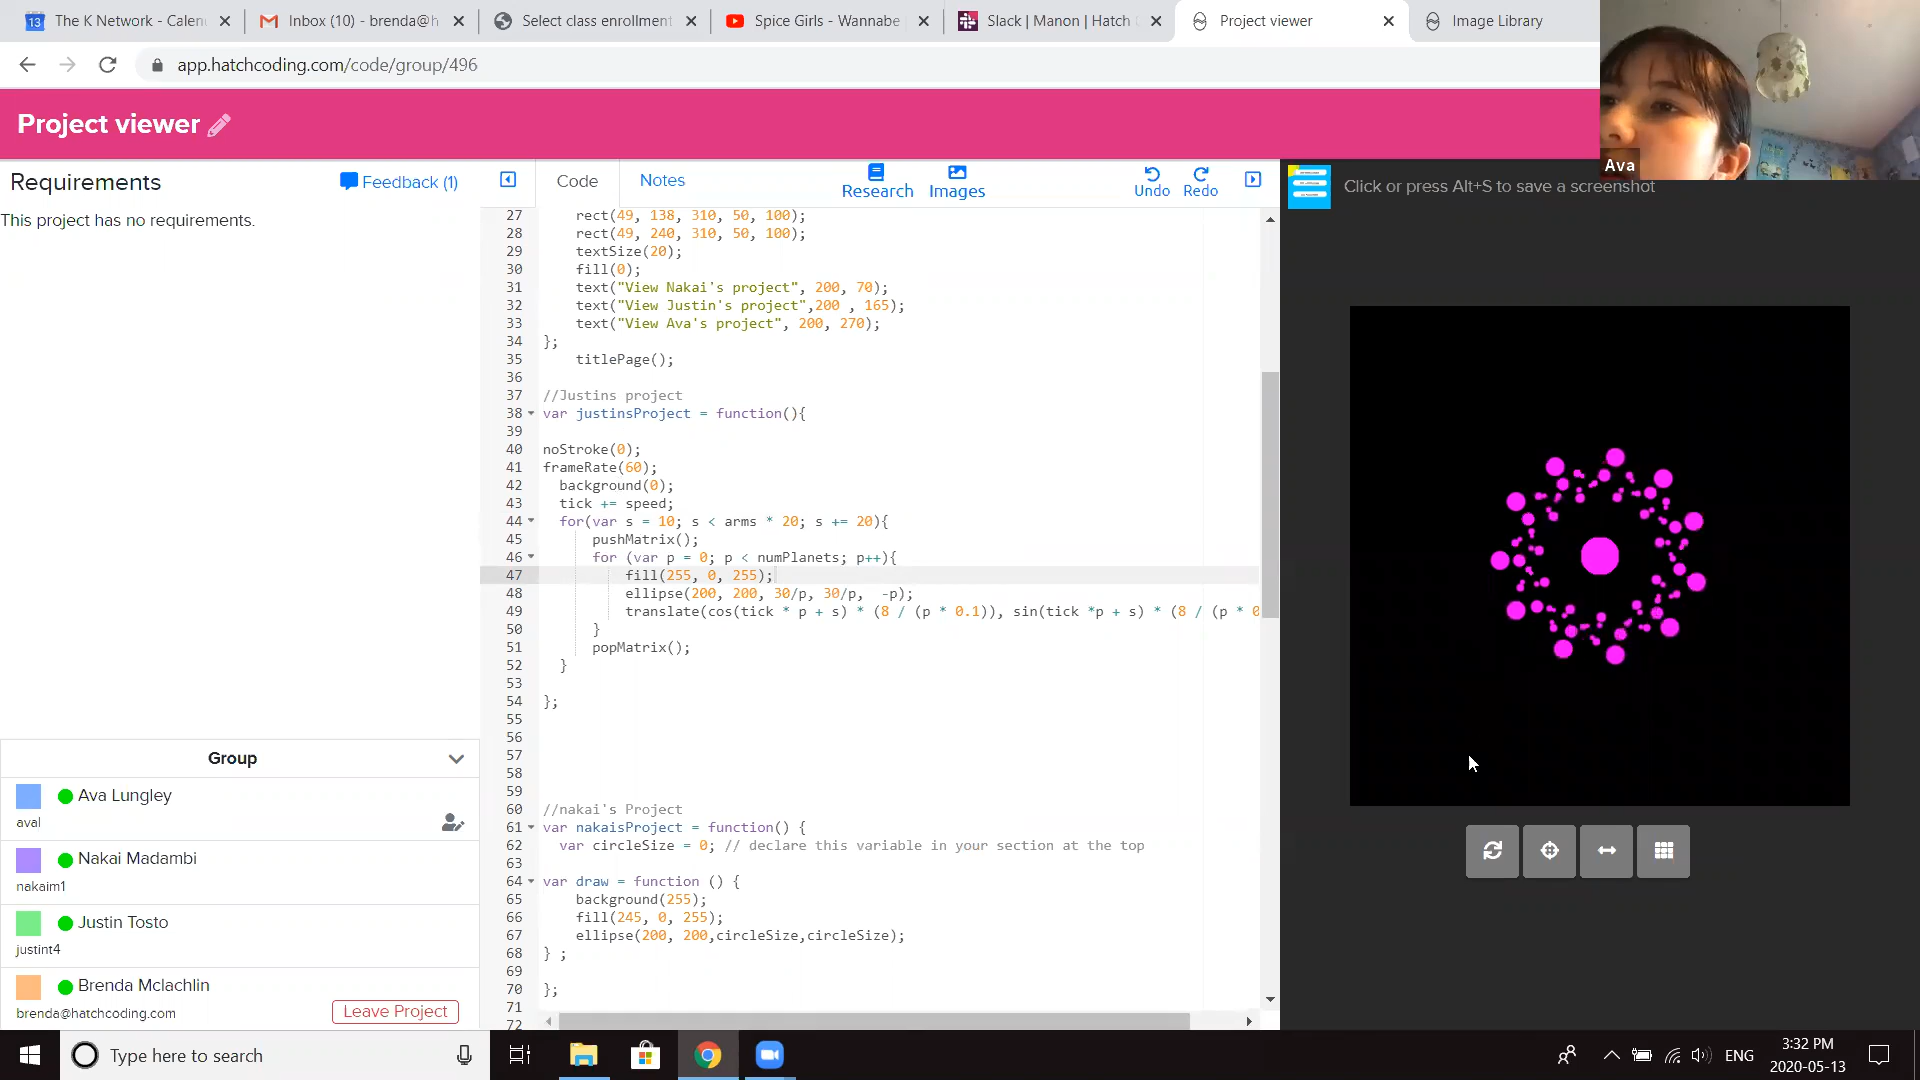 The K Network - Calen
Inbox (10) - brenda@h
Select class enrollment
Spice Girls - Wannabe
Slack | Manon | Hatch
Project viewer
Image Library
app.hatchcoding.com/code/group/496
Project viewer
Ava
Requirements
Feedback (1)
This project has no requirements.
Code
Notes
Research
Images
Undo
Redo
Click or press Alt+S to save a screenshot
27 rect(49, 138, 310, 50, 100);
28 rect(49, 240, 310, 50, 100);
29 textSize(20);
30 fill(0);
31 text("View Nakai's project", 200, 70);
32 text("View Justin's project",200 , 165);
33 text("View Ava's project", 200, 270);
34 };
35 titlePage();
36
37 //Justins project
38 var justinsProject = function(){
39
40 noStroke(0);
41 frameRate(60);
42 background(0);
43 tick += speed;
44 for(var s = 10; s < arms * 20; s += 20){
45 pushMatrix();
46 for (var p = 0; p < numPlanets; p++){
47 fill(255, 0, 255);
48 ellipse(200, 200, 30/p, 30/p, -p);
49 translate(cos(tick * p + s) * (8 / (p * 0.1)), sin(tick *p + s) * (8 / (p * 0
50 }
51 popMatrix();
52 }
53
54 };
55
56
57
58
59
60 //nakai's Project
61 var nakaisProject = function() {
62 var circleSize = 0; // declare this variable in your section at the top
63
64 var draw = function () {
65 background(255);
66 fill(245, 0, 255);
67 ellipse(200, 200,circleSize,circleSize);
68 } ;
69
70 };
71
72
Group
Ava Lungley
aval
Nakai Madambi
nakaim1
Justin Tosto
justint4
Brenda Mclachlin
brenda@hatchcoding.com
Leave Project
Type here to search
ENG
3:32 PM
2020-05-13